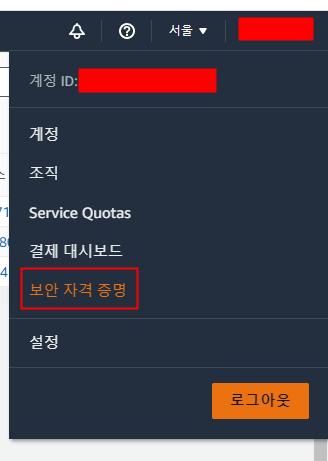 서울 ▼
계정 ID:
계정
조직
Service Quotas
결제 대시보드
보안 자격 증명
설정
로그아웃